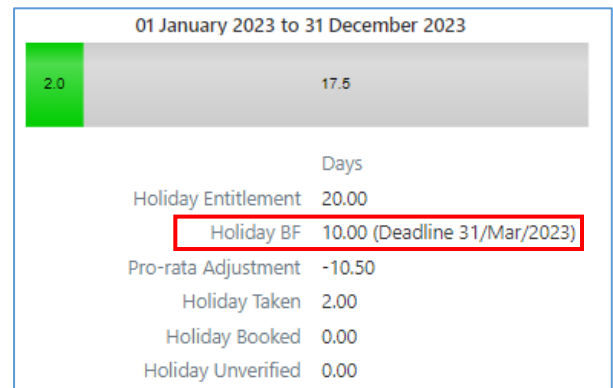 01 January 2023 to 31 December 2023
2.0 17.5
Days
Holiday Entitlement 20.00
Holiday BF 10.00 (Deadline 31/Mar/2023)
Pro-rata Adjustment -10.50
Holiday Taken 2.00
Holiday Booked 0.00
Holiday Unverified 0.00